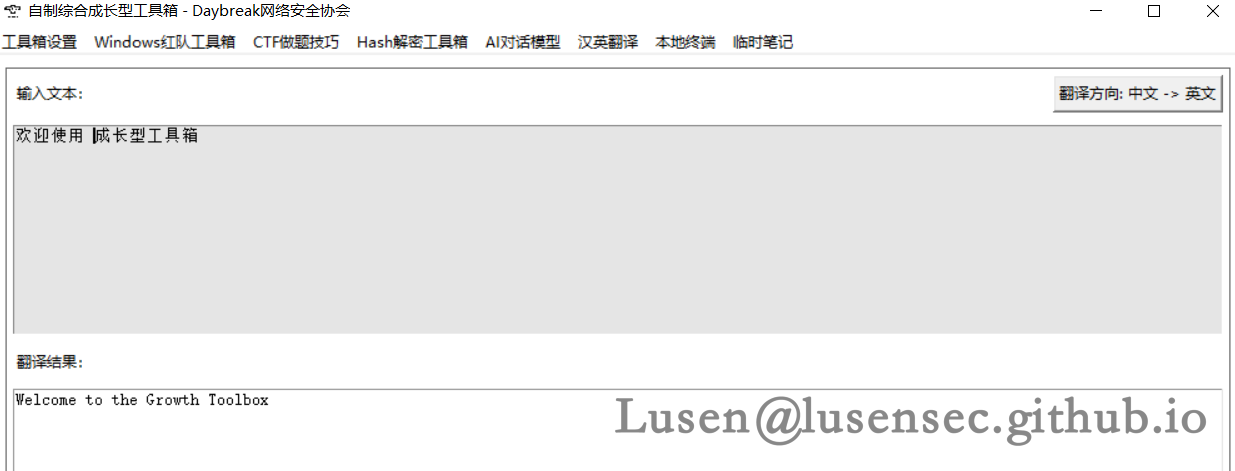 自制综合成长型工具箱 - Daybreak网络安全协会
工具箱设置 Windows红队工具箱 CTF做题技巧 Hash解密工具箱 AI对话模型 汉英翻译 本地终端 临时笔记
输入文本:
翻译方向: 中文 -> 英文
欢迎使用 成长型工具箱
翻译结果:
Welcome to the Growth Toolbox
Lusen@lusensec.github.io